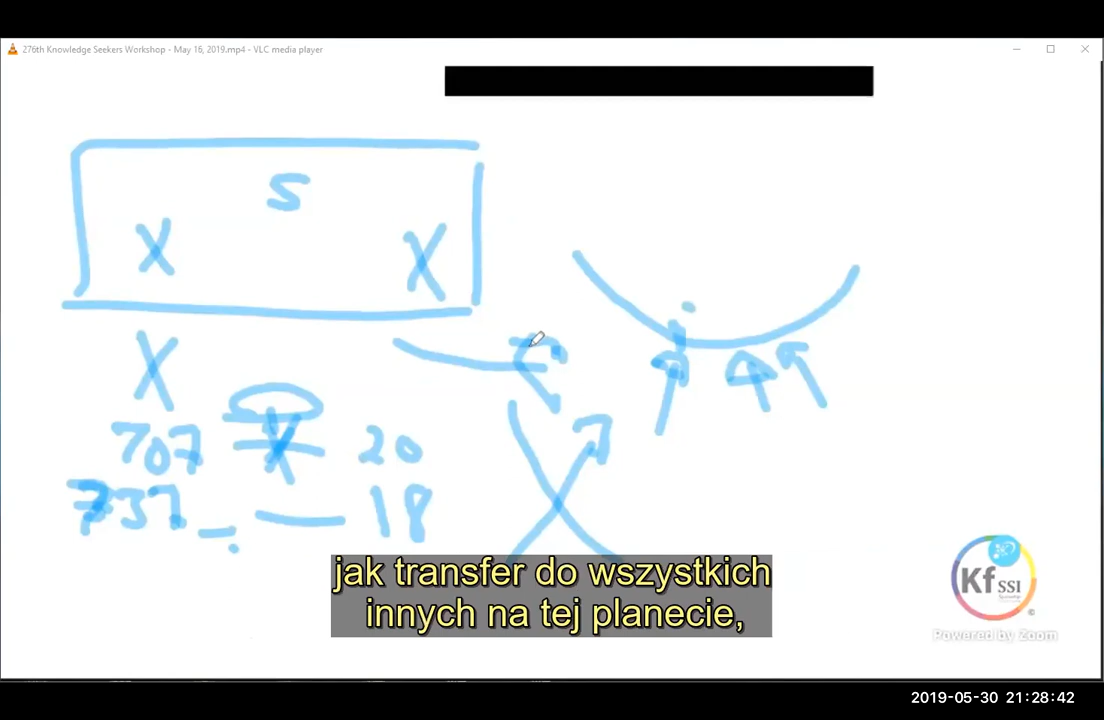 276th Knowledge Seekers Workshop - May 16, 2019.mp4 - VLC media player
S
X X
X
707 X 20
737 18
jak transfer do wszystkich
innych na tej planecie,
Kf SSI
Powered by Zoom
2019-05-30 21:28:42